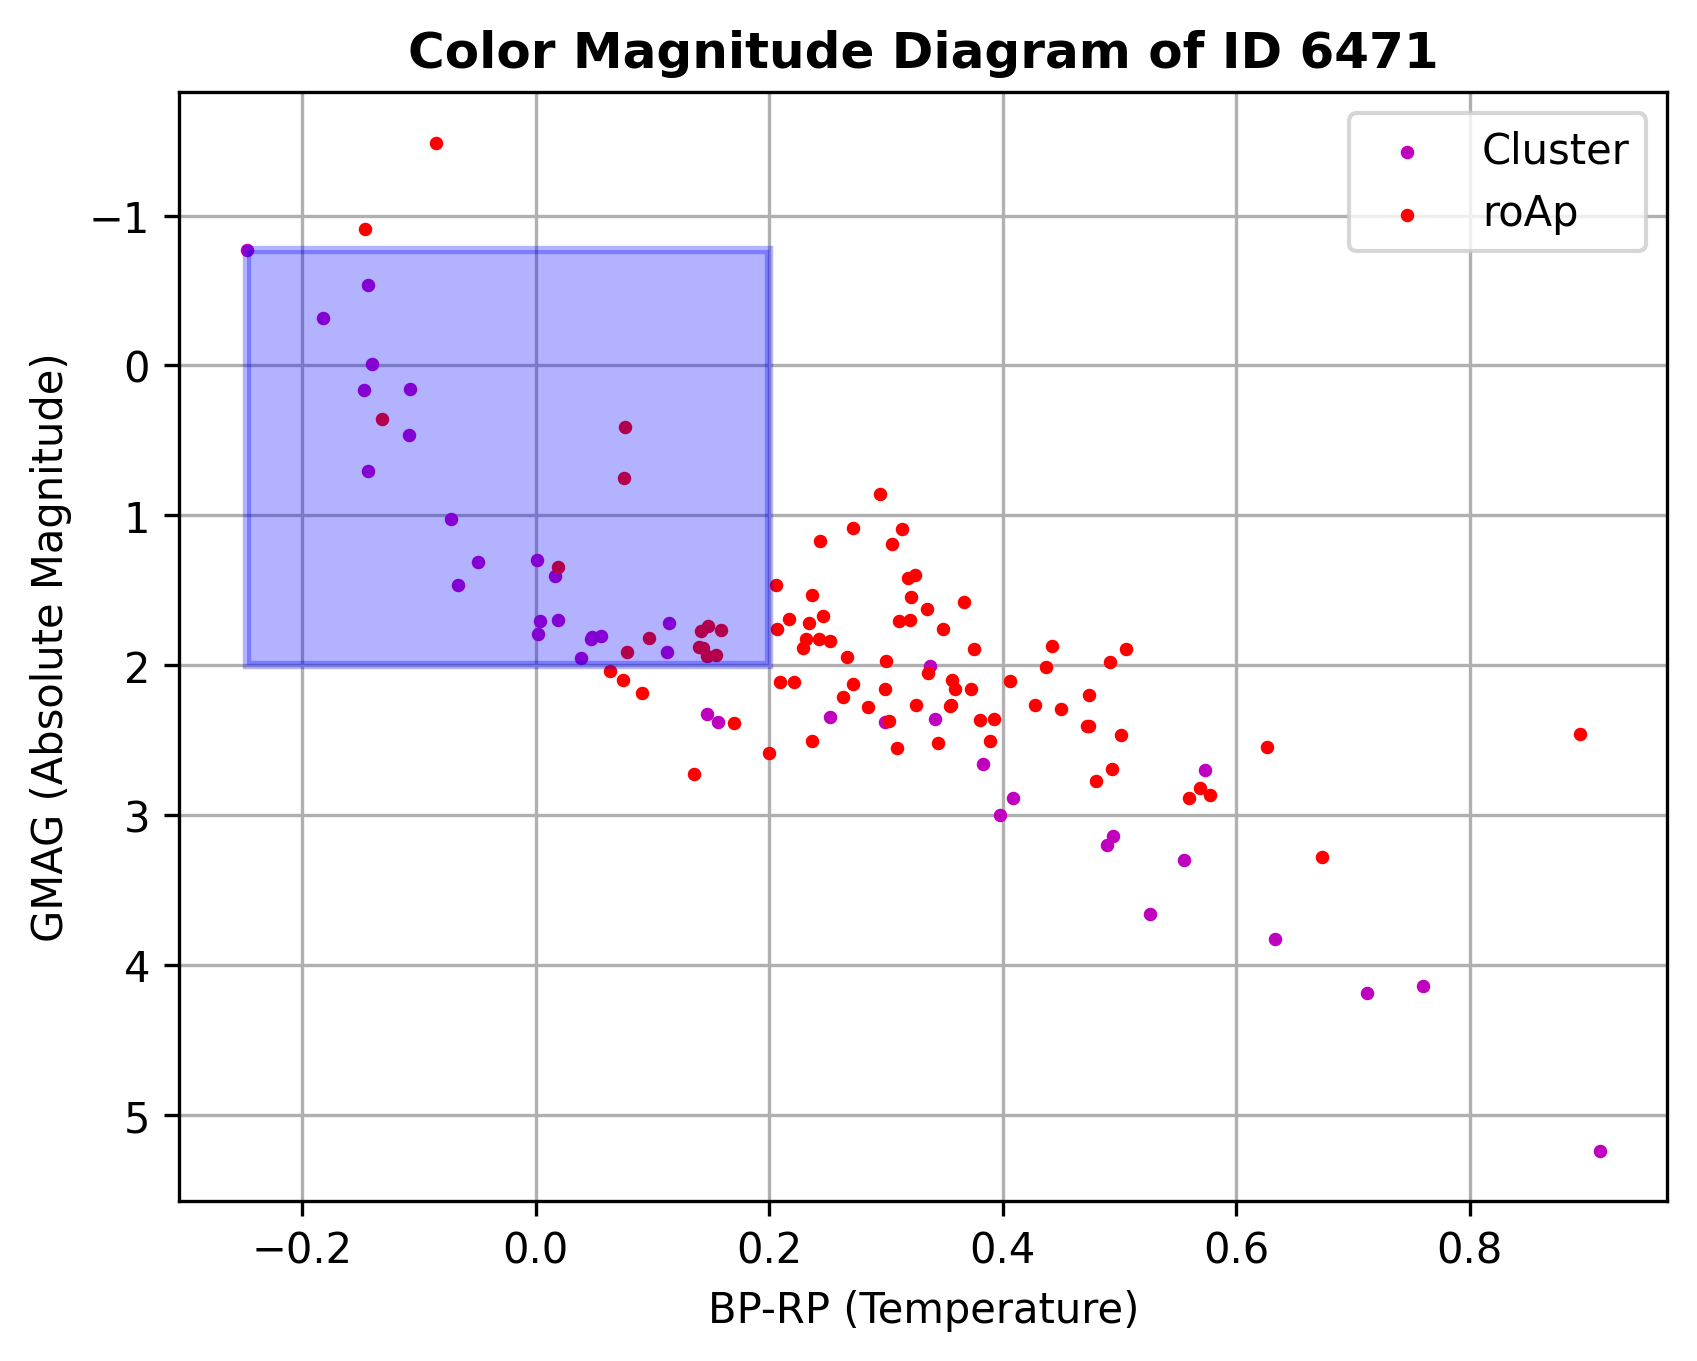 Color Magnitude Diagram of ID 6471
Cluster
roAp
GMAG (Absolute Magnitude)
−1
0
1
2
3
4
5
−0.2 0.0 0.2 0.4 0.6 0.8
BP-RP (Temperature)